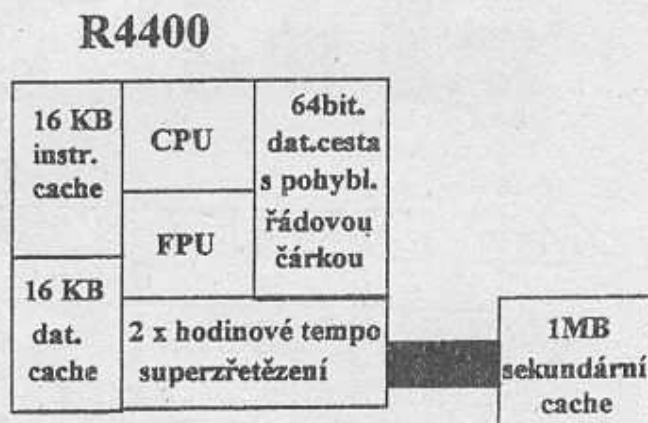 R4400
16 KB
instr.
cache
CPU
64bit.
dat.cesta
s pohybl.
řádovou
čárkou
FPU
16 KB
dat.
cache
2 x hodinové tempo
superzřetězení
1MB
sekundární
cache